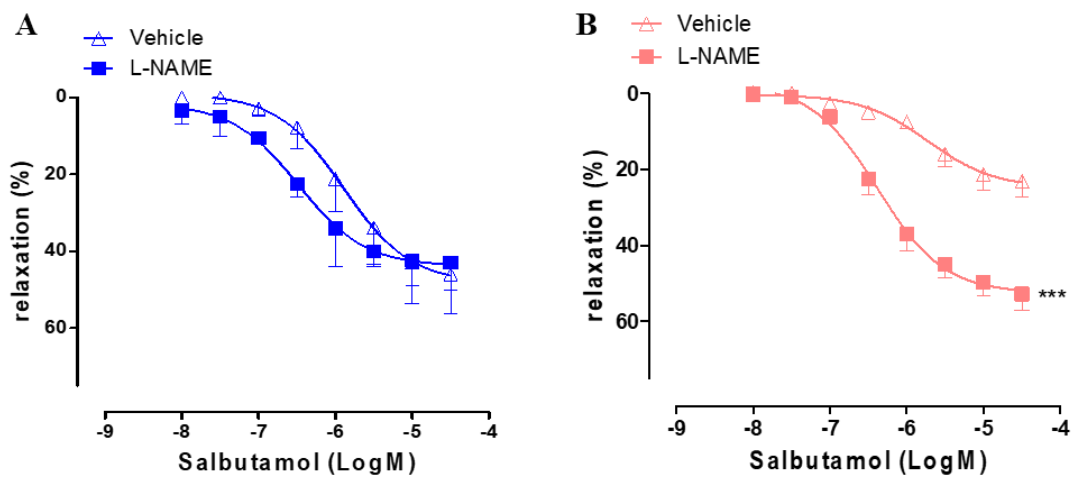 A
Vehicle
L-NAME
0
20
40
60
relaxation (%)
-9 -8 -7 -6 -5 -4
Salbutamol (LogM)
B
Vehicle
L-NAME
0
20
40
60
relaxation (%)
***
-9 -8 -7 -6 -5 -4
Salbutamol (LogM)